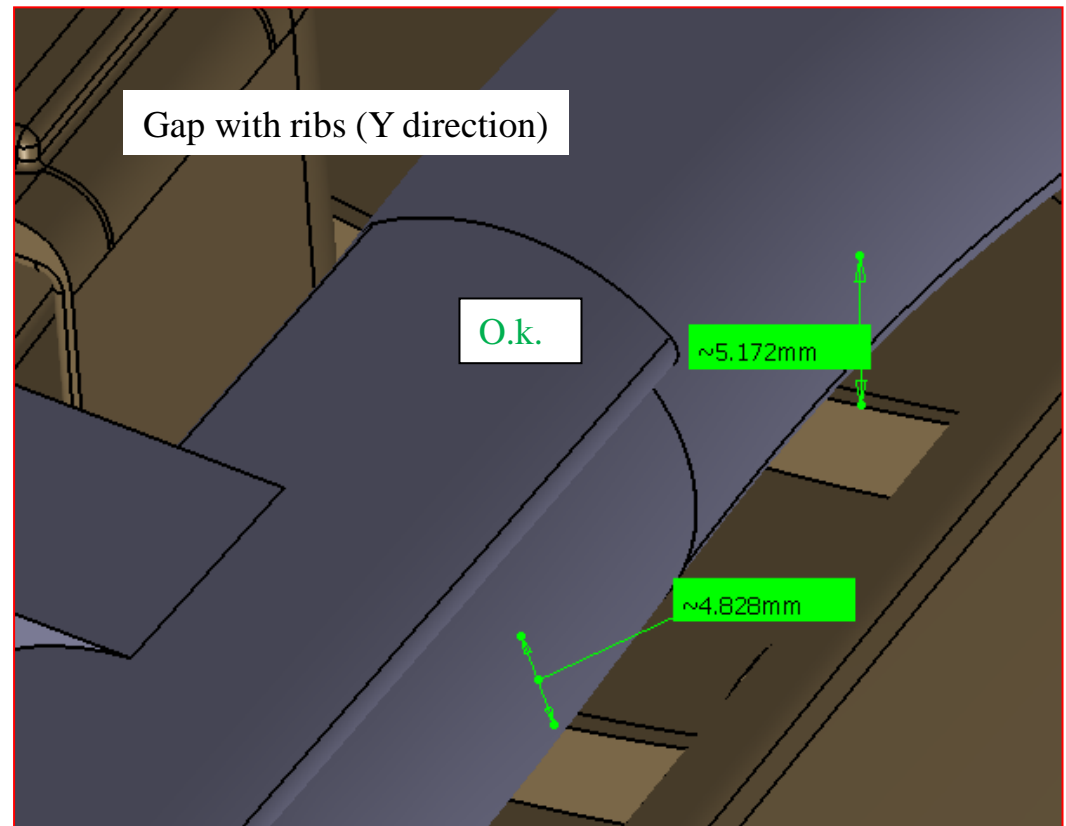 Gap with ribs (Y direction)
O.k.
~5.172mm
~4.828mm